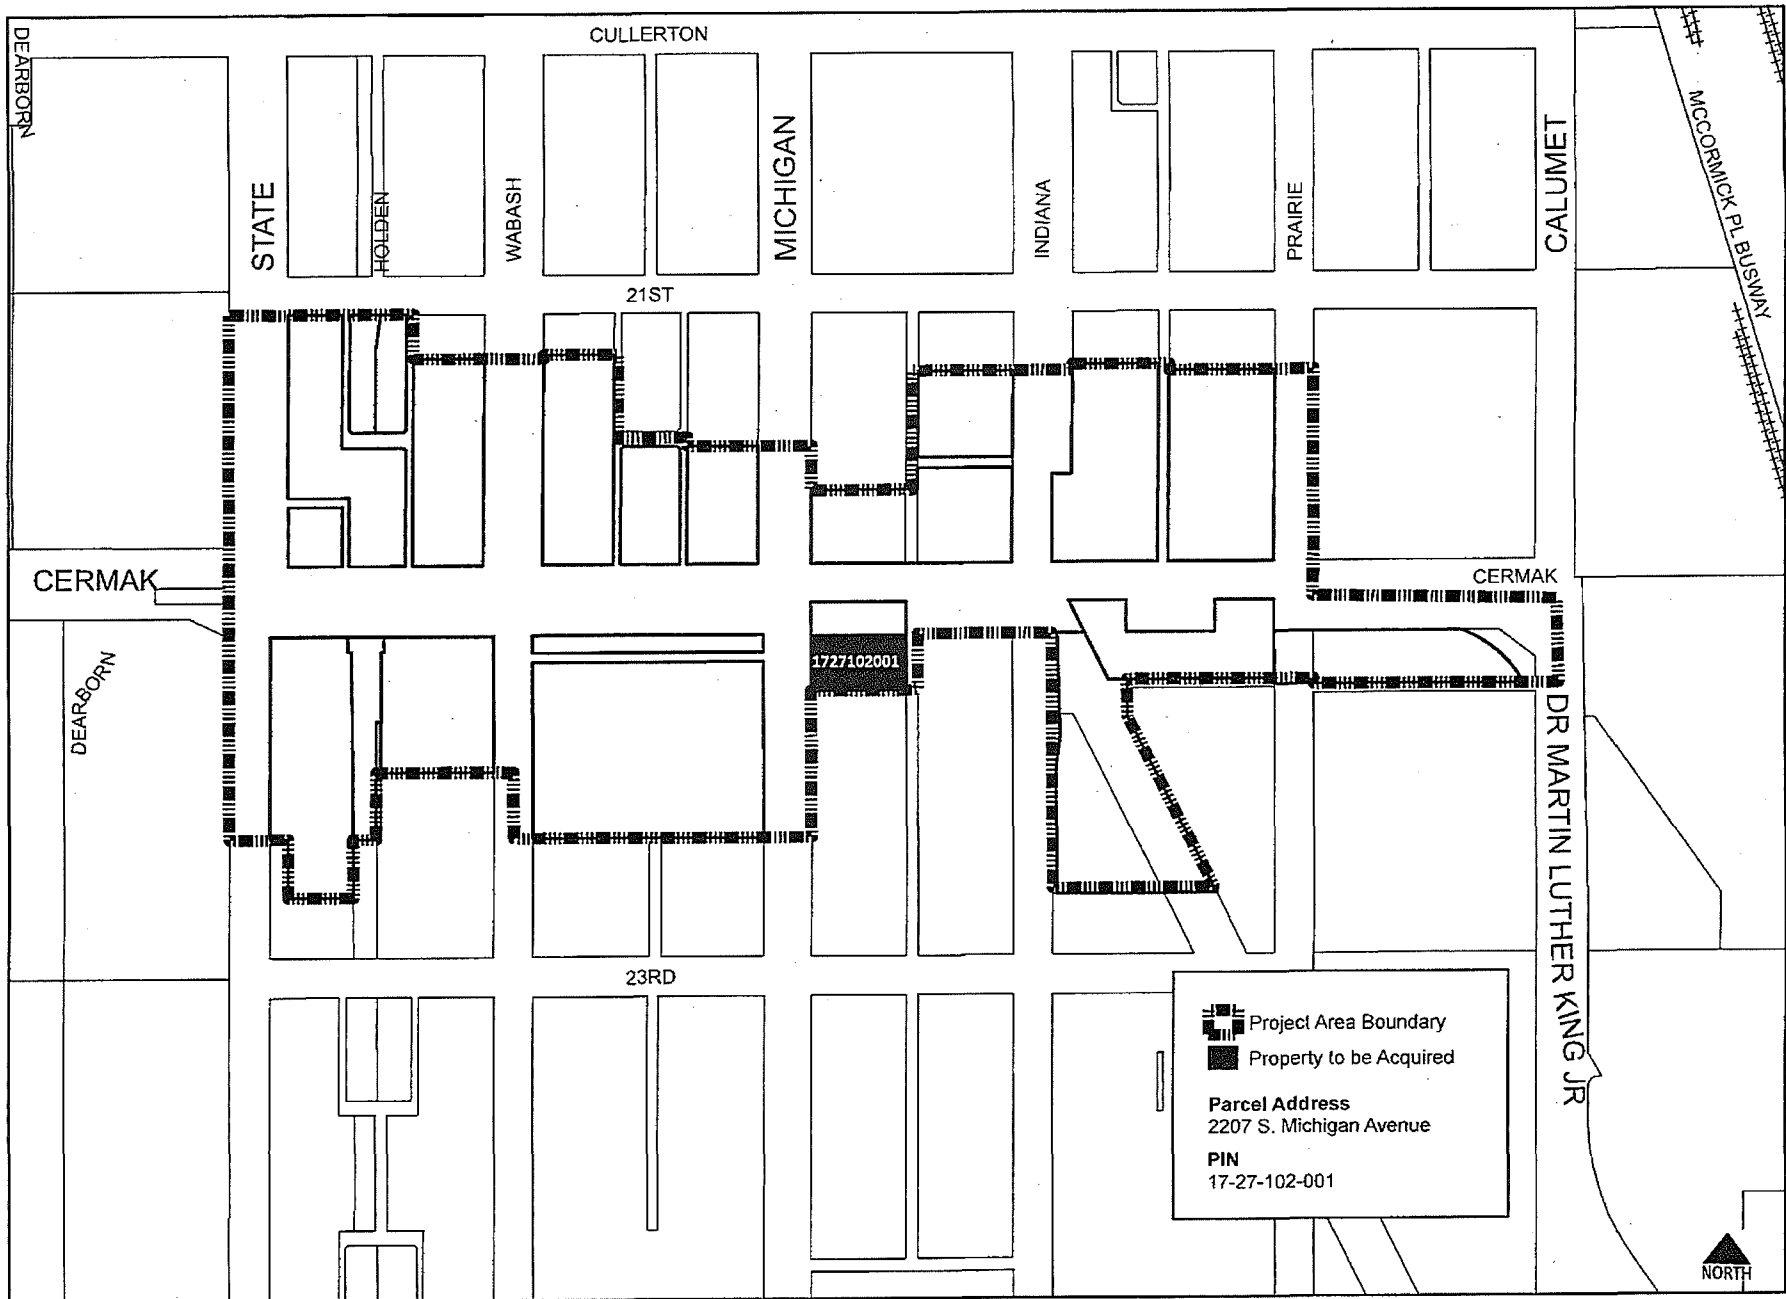 CULLERTON
DEARBORN
STATE
HOLDEN
WABASH
MICHIGAN
INDIANA
PRAIRIE
CALUMET
MCCORMICK PL BUSWAY
21ST
CERMAK
CERMAK
1727102001
DEARBORN
DR MARTIN LUTHER KING JR
23RD
Project Area Boundary
Property to be Acquired
Parcel Address
2207 S. Michigan Avenue
PIN
17-27-102-001
NORTH